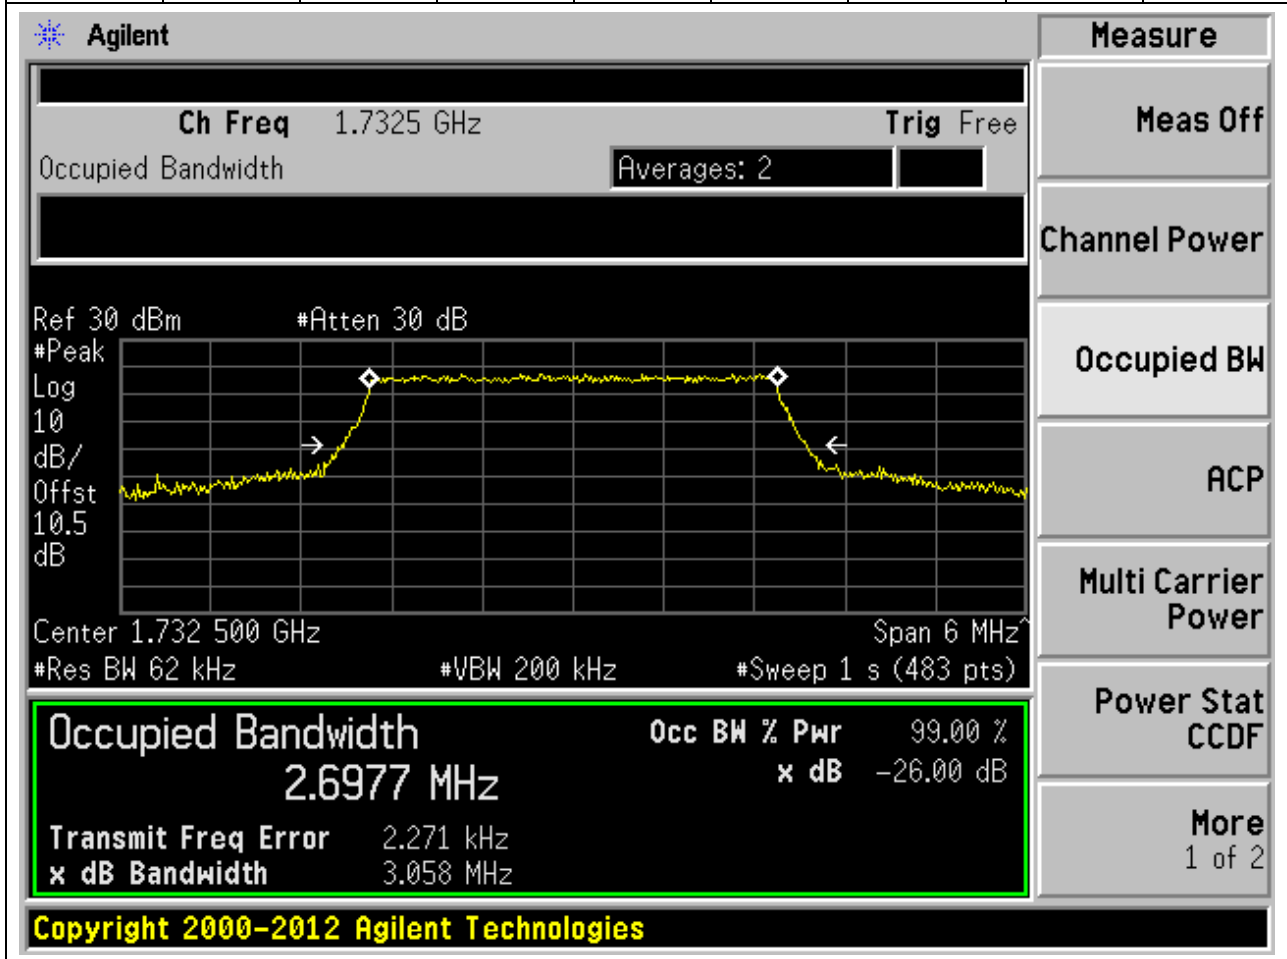 Agilent
Measure
Ch Freq 1.7325 GHz Trig Free
Meas Off
Occupied Bandwidth Averages: 2
Channel Power
Ref 30 dBm #Atten 30 dB
#Peak
Log
10
dB/
Offst
10.5
dB
Occupied BW
ACP
Center 1.732 500 GHz Span 6 MHz^
#Res BW 62 kHz #VBW 200 kHz #Sweep 1 s (483 pts)
Multi Carrier
Power
Occupied Bandwidth Occ BW % Pwr 99.00 %
2.6977 MHz x dB -26.00 dB
Transmit Freq Error 2.271 kHz
x dB Bandwidth 3.058 MHz
Power Stat
CCDF
More
1 of 2
Copyright 2000-2012 Agilent Technologies